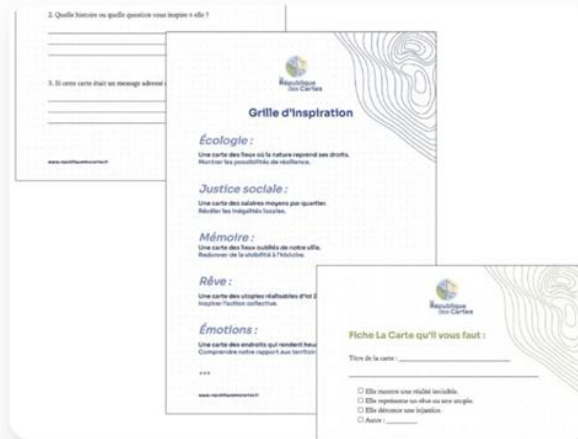 2. Quelle histoire ou quelle question vous inspire t-elle ?
3. Si cette carte était un message adressé
www.republiquedescartes.fr
la
République
Des Cartes
Grille d'inspiration
Écologie :
Une carte des lieux où la nature reprend ses droits.
Montrer les possibilités de résilience.
Justice sociale :
Une carte des salaires moyens par quartier.
Révéler les inégalités locales.
Mémoire :
Une carte des lieux oubliés de notre ville.
Redonner de la visibilité à l'histoire.
Rêve :
Une carte des utopies réalisables d'ici 2
Inspirer l'action collective.
Émotions :
Une carte des endroits qui rendent heu
Comprendre notre rapport aux territoir
...
www.republiquedescartes.fr
la
République
Des Cartes
Fiche La Carte qu'il vous faut :
Titre de la carte :
☐ Elle montre une réalité invisible.
☐ Elle représente un rêve ou une utopie.
☐ Elle dénonce une injustice.
☐ Autre :